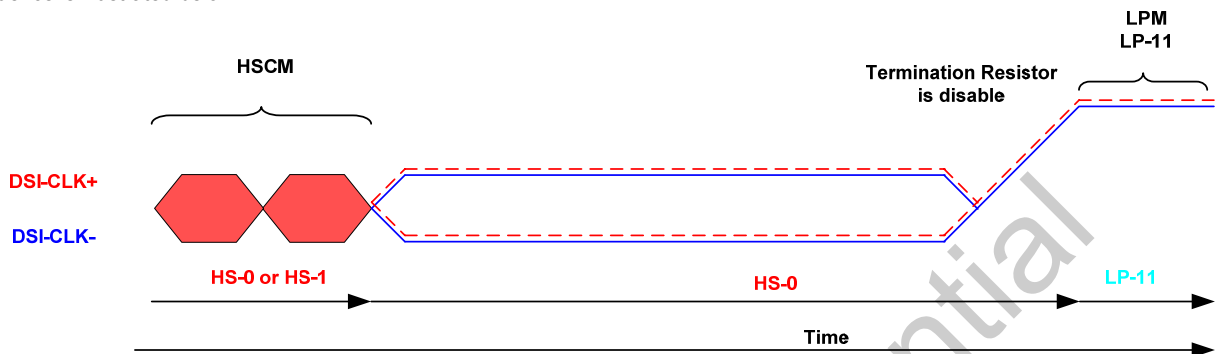 LPM
LP-11
HSCM
Termination Resistor
is disable
DSI-CLK+
DSI-CLK-
HS-0 or HS-1
HS-0
LP-11
Time
ntial